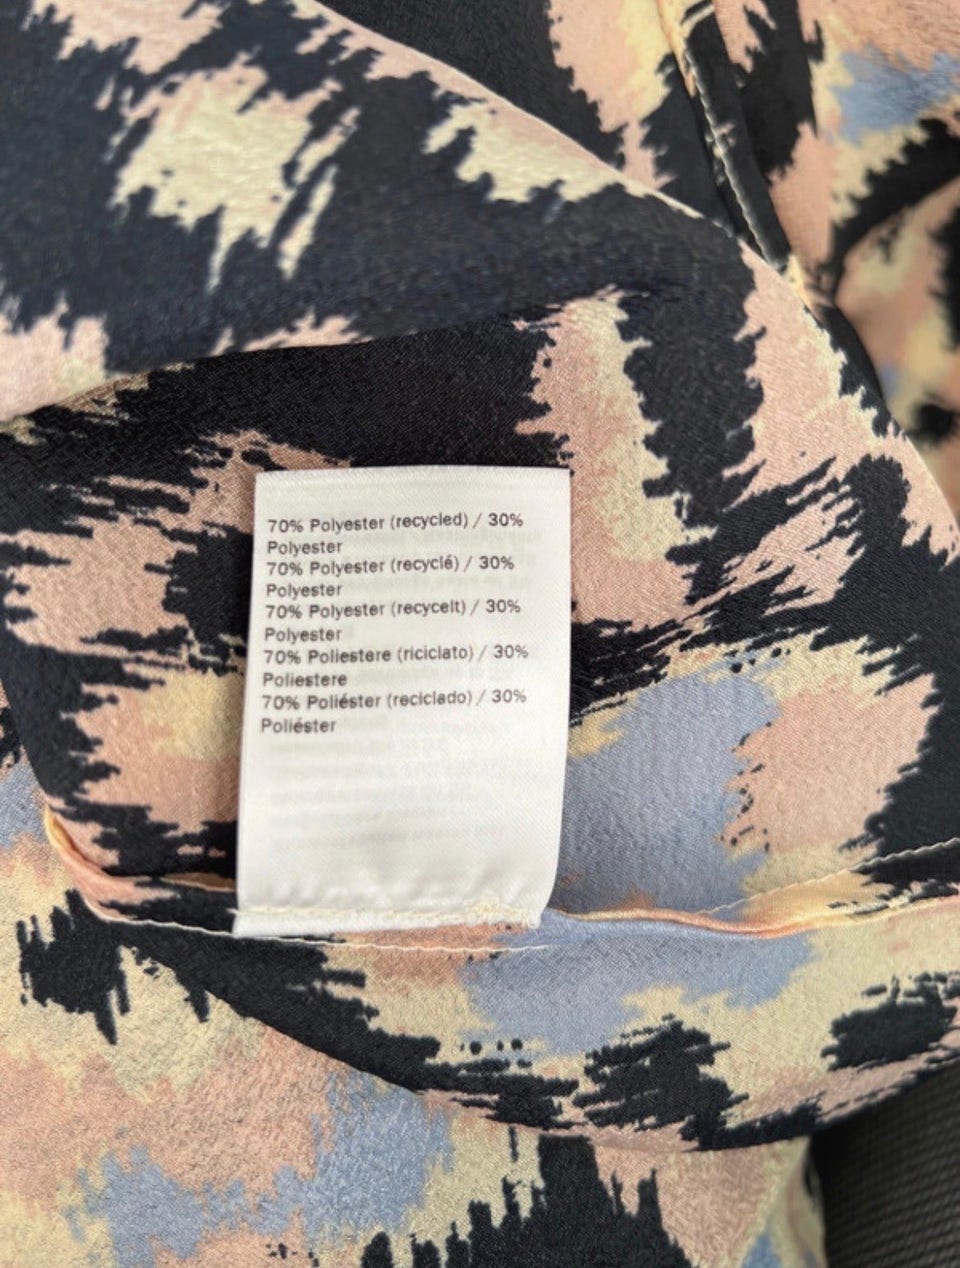 70% Polyester (recycled) / 30%
Polyester
70% Polyester (recyclé) / 30%
Polyester
70% Polyester (recycelt) / 30%
Polyester
70% Poliestere (riciclato) / 30%
Poliestere
70% Poliéster (reciclado) / 30%
Poliéster